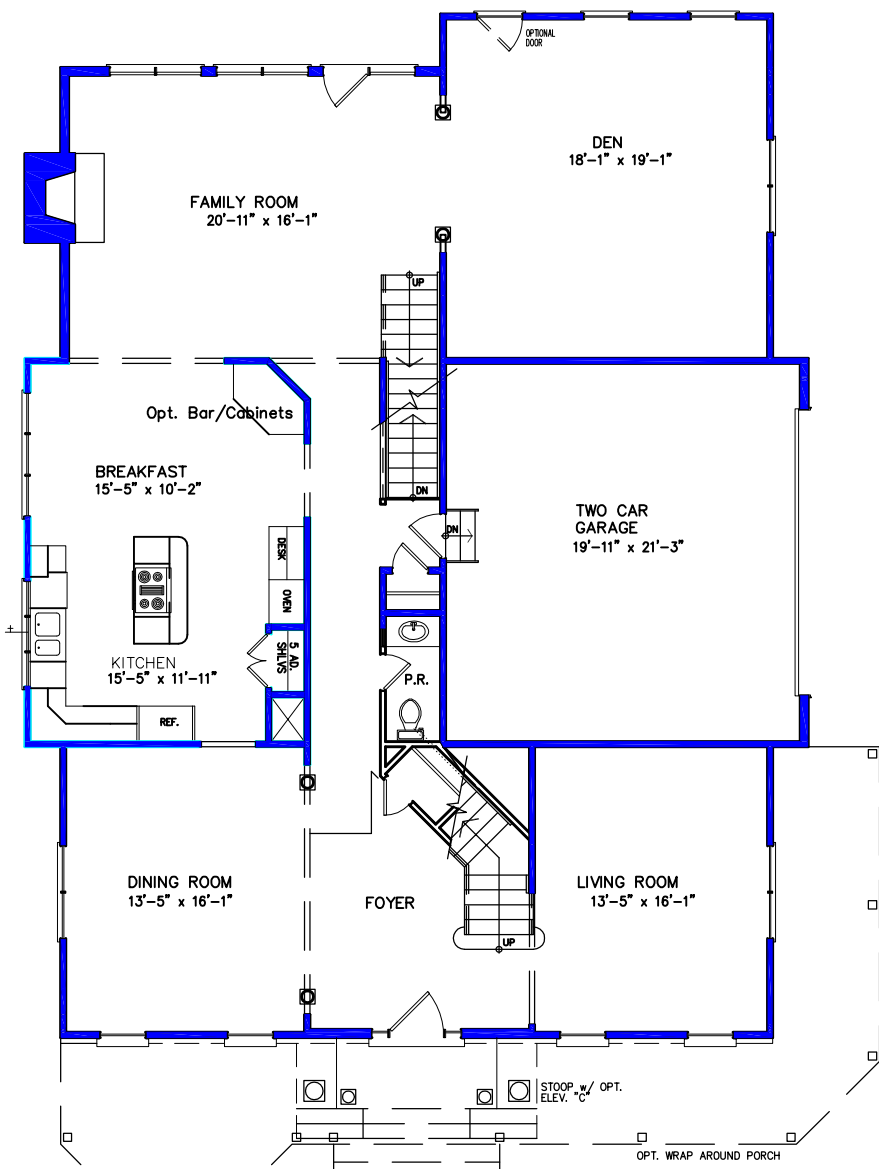 OPTIONAL
DOOR
DEN
18'-1" x 19'-1"
FAMILY ROOM
20'-11" x 16'-1"
UP
Opt. Bar/Cabinets
BREAKFAST
15'-5" x 10'-2"
DN
TWO CAR
GARAGE
19'-11" x 21'-3"
DN
DESK
OVEN
5 AD.
SHLVS
KITCHEN
15'-5" x 11'-11"
P.R.
REF.
DINING ROOM
13'-5" x 16'-1"
FOYER
LIVING ROOM
13'-5" x 16'-1"
UP
STOOP w/ OPT.
ELEV. "C"
OPT. WRAP AROUND PORCH